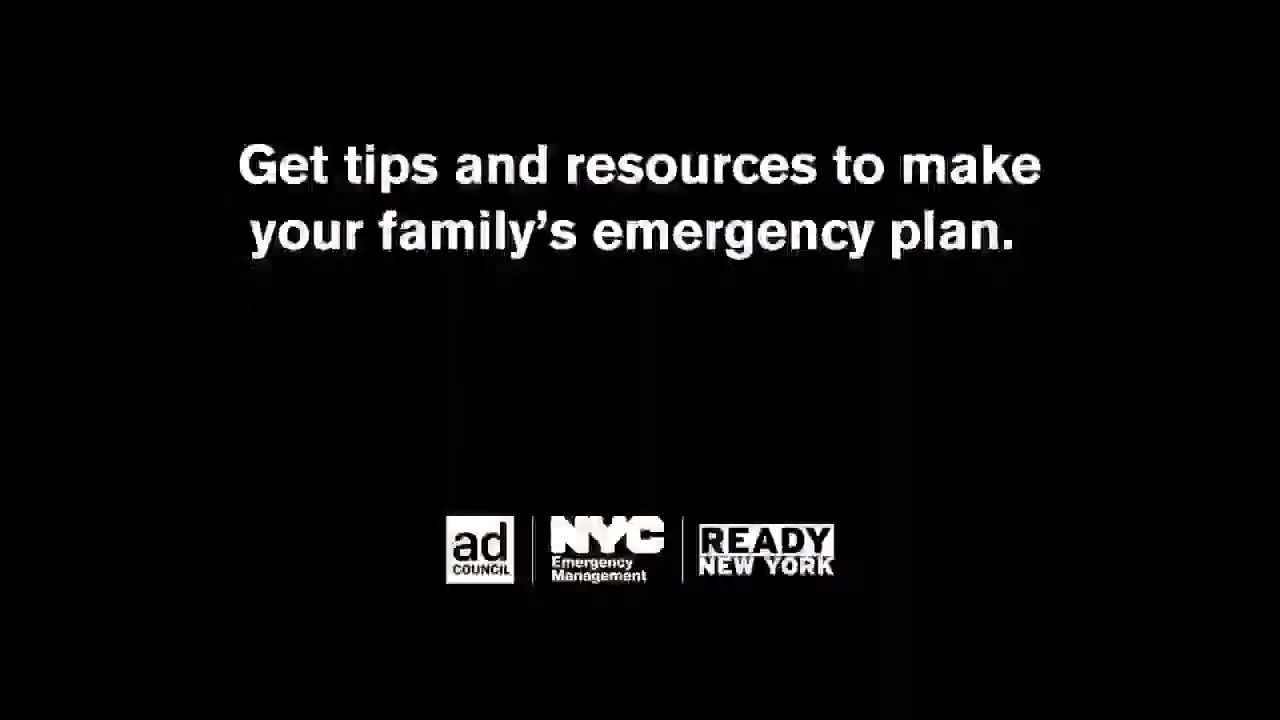 Get tips and resources to make
your family's emergency plan.
ad
COUNCIL
NYC
Emergency
Management
READY
NEW YORK